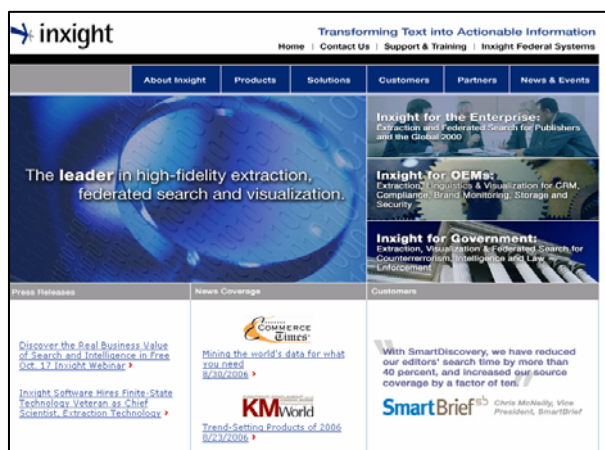 inxight
Transforming Text into Actionable Information
Home | Contact Us | Support & Training | Inxight Federal Systems
About Inxight
Products
Solutions
Customers
Partners
News & Events
The leader in high-fidelity extraction,
federated search and visualization.
Inxight for the Enterprise:
Extraction and Federated Search for Publishers
and the Global 2000
Inxight for OEMs:
Extraction, Linguistics & Visualization for CRM,
Compliance, Brand Monitoring, Storage and
Security
Inxight for Government:
Extraction, Visualization & Federated Search for
Counterterrorism, Intelligence and Law
Enforcement
Press Releases
Discover the Real Business Value
of Search and Intelligence in Free
Oct. 17 Inxight Webinar
Inxight Software Hires Finite-State
Technology Veteran as Chief
Scientist, Extraction Technology
News Coverage
E-COMMERCE
Times
Mining the world's data for what
you need
8/30/2006
KMWorld
Trend-Setting Products of 2006
8/23/2006
Customers
With SmartDiscovery, we have reduced
our editors' search time by more than
40 percent, and increased our source
coverage by a factor of ten.
SmartBrief sb
Chris McNeilly, Vice
President, SmartBrief